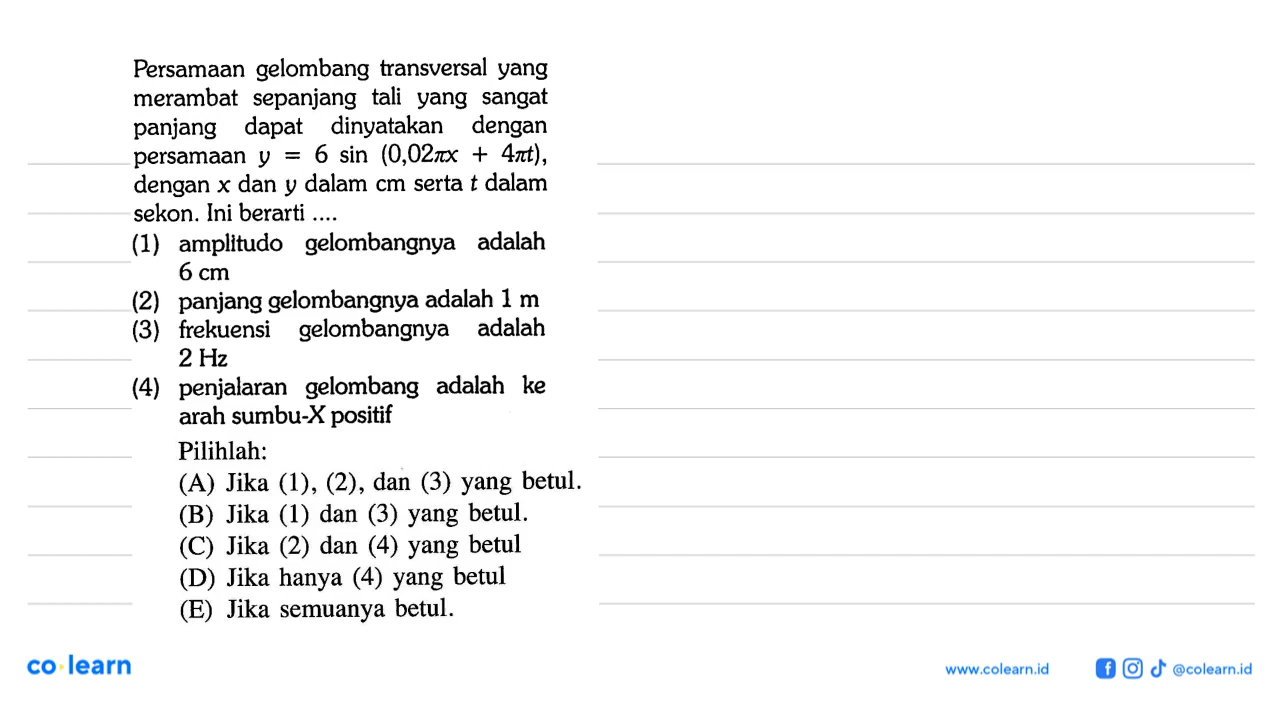 Persamaan gelombang transversal yang
merambat sepanjang tali yang sangat
panjang dapat dinyatakan dengan
persamaan y = 6 sin (0,02πx + 4πt),
dengan x dan y dalam cm serta t dalam
sekon. Ini berarti ....
(1) amplitudo gelombangnya adalah
6 cm
(2) panjang gelombangnya adalah 1 m
(3) frekuensi gelombangnya adalah
2 Hz
(4) penjalaran gelombang adalah ke
arah sumbu-X positif
Pilihlah:
(A) Jika (1), (2), dan (3) yang betul.
(B) Jika (1) dan (3) yang betul.
(C) Jika (2) dan (4) yang betul
(D) Jika hanya (4) yang betul
(E) Jika semuanya betul.
co learn
www.colearn.id
@colearn.id